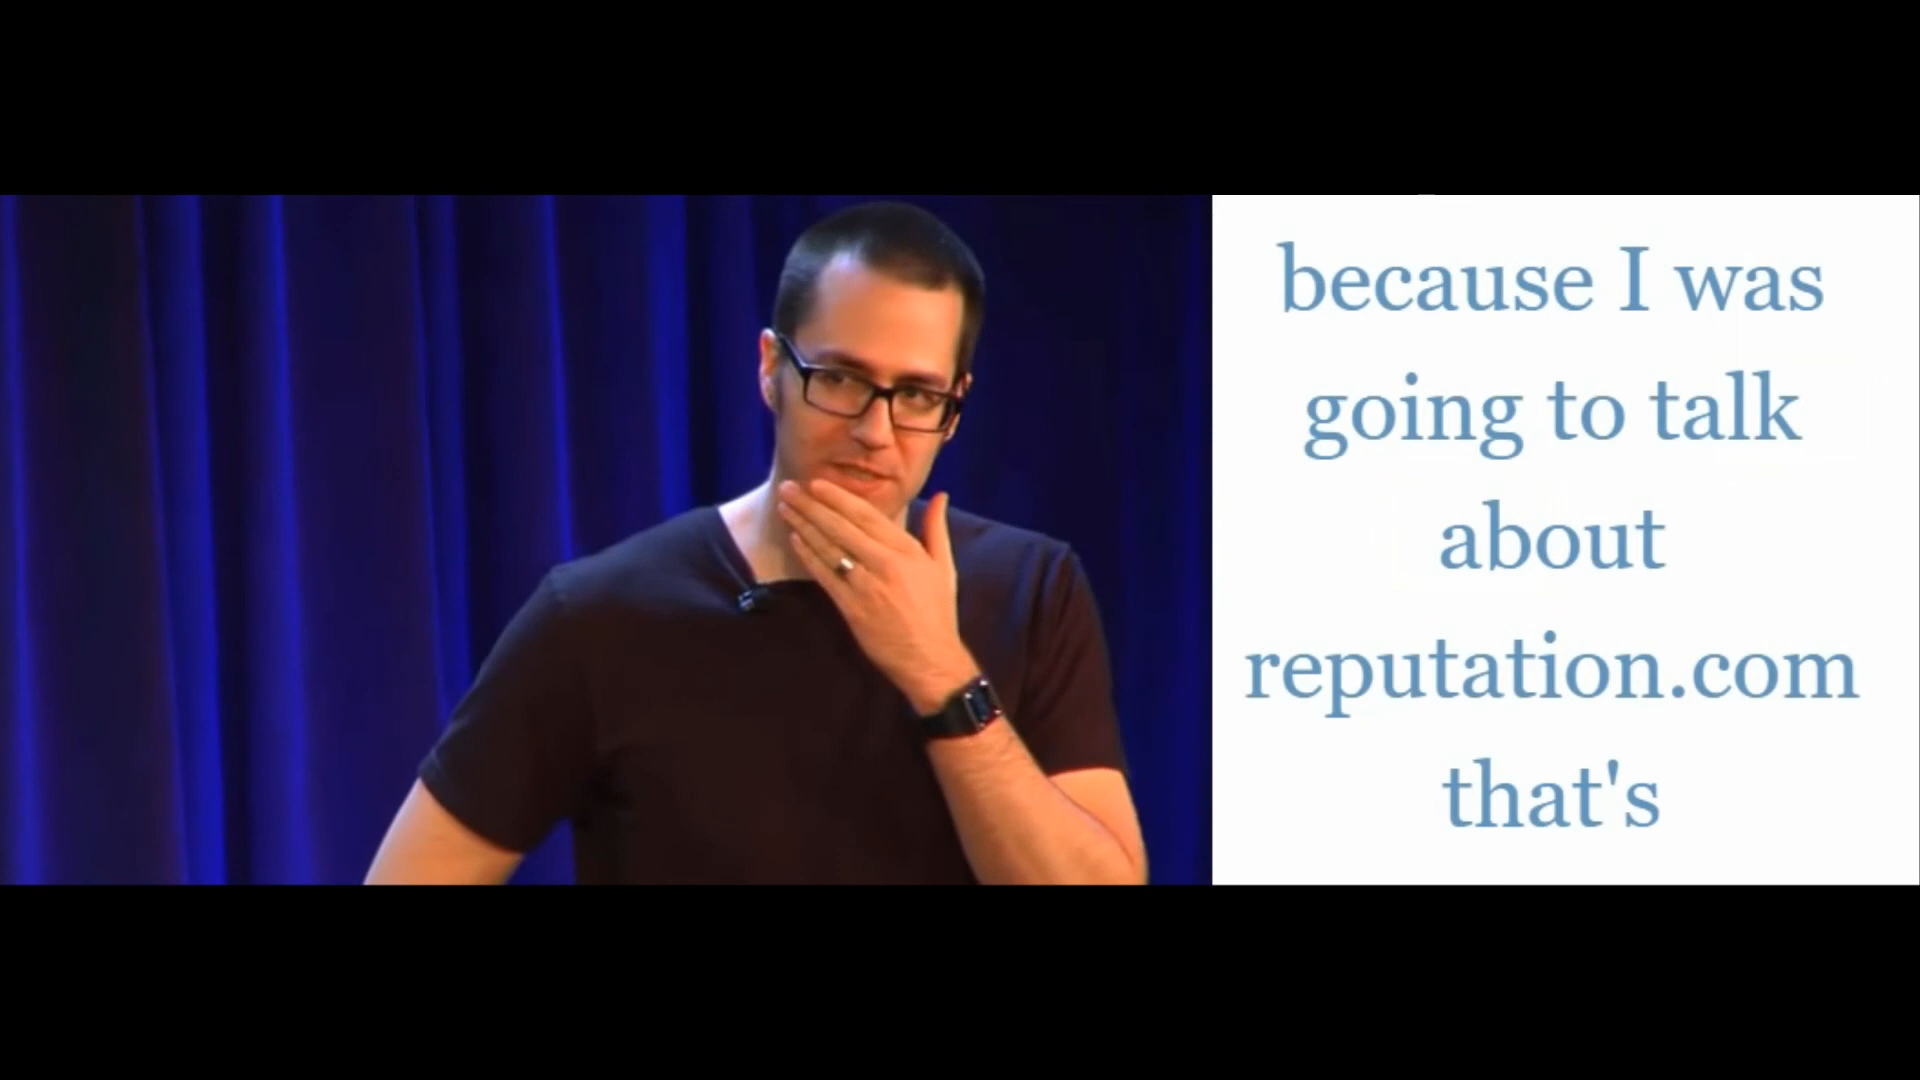 because I was
going to talk
about
reputation.com
that's